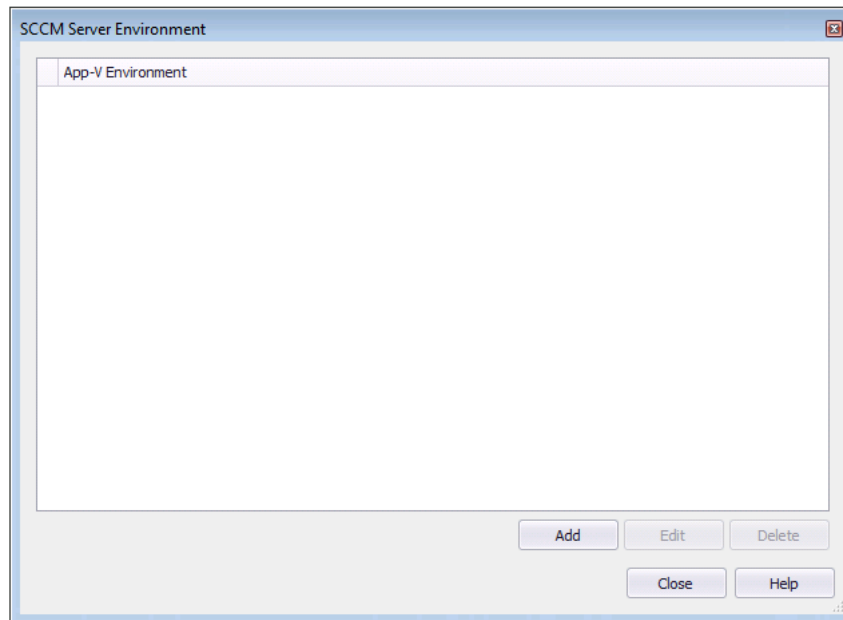 SCCM Server Environment
App-V Environment
Add Edit Delete
Close Help